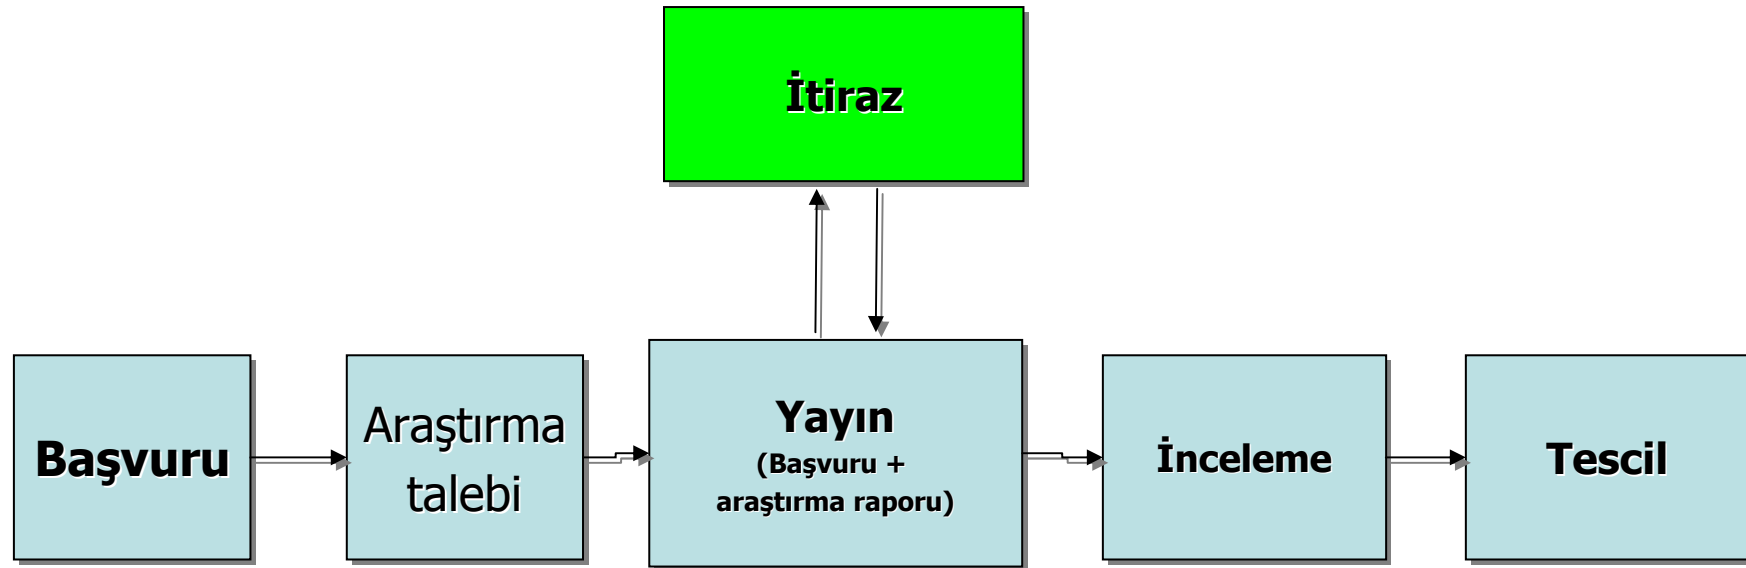 İtiraz
Başvuru
Araştırma
talebi
Yayın
(Başvuru +
araştırma raporu)
İnceleme
Tescil